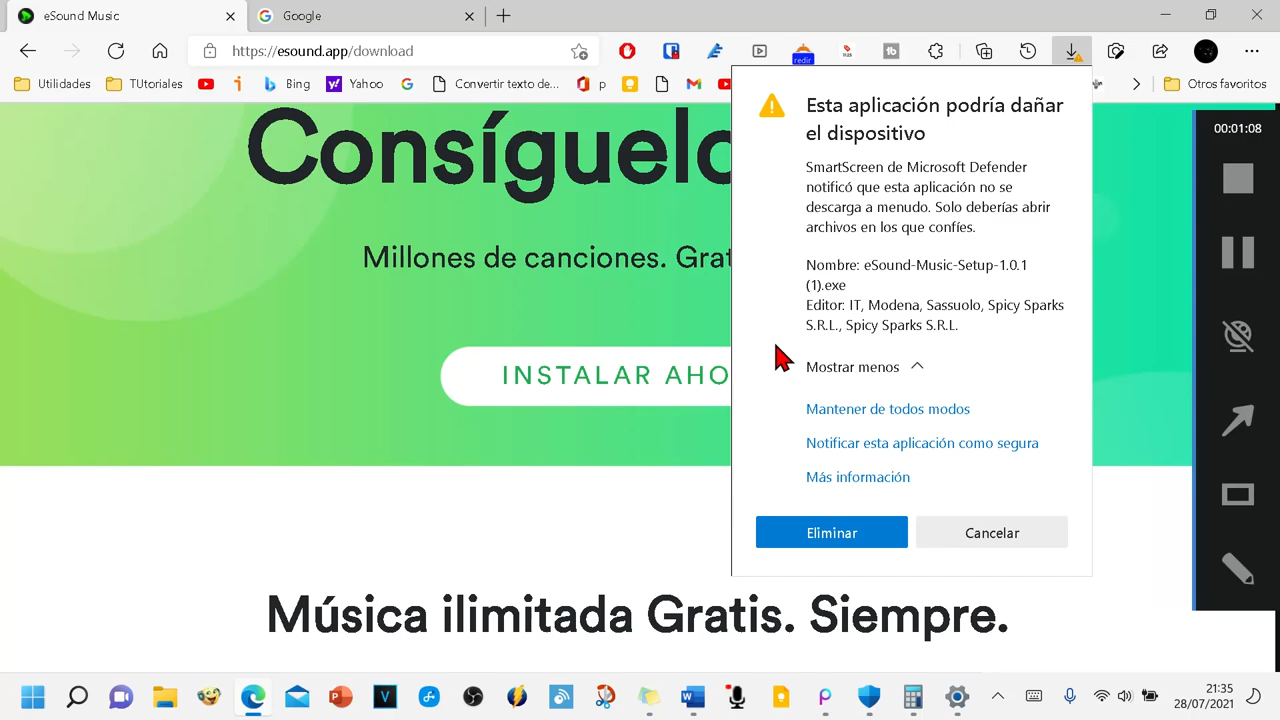 eSound Music
Google
https://esound.app/download
redir
Utilidades
TUtoriales
Bing
Yahoo
Convertir texto de...
p
Otros favoritos
Consíguelo
Millones de canciones. Grat
INSTALAR AHO
Música ilimitada Gratis. Siempre.
Esta aplicación podría dañar
el dispositivo
SmartScreen de Microsoft Defender
notificó que esta aplicación no se
descarga a menudo. Solo deberías abrir
archivos en los que confíes.
Nombre: eSound-Music-Setup-1.0.1
(1).exe
Editor: IT, Modena, Sassuolo, Spicy Sparks
S.R.L., Spicy Sparks S.R.L.
Mostrar menos
Mantener de todos modos
Notificar esta aplicación como segura
Más información
Eliminar
Cancelar
00:01:08
21:35
28/07/2021